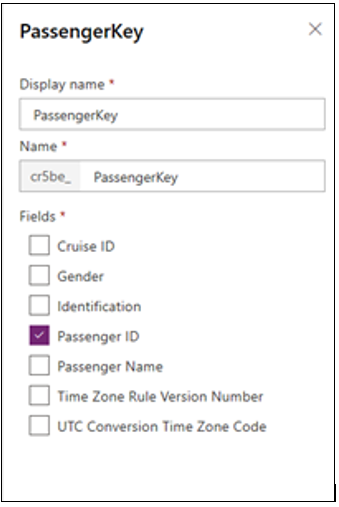 PassengerKey
Display name *
PassengerKey
Name *
cr5be_ PassengerKey
Fields *
Cruise ID
Gender
Identification
Passenger ID
Passenger Name
Time Zone Rule Version Number
UTC Conversion Time Zone Code